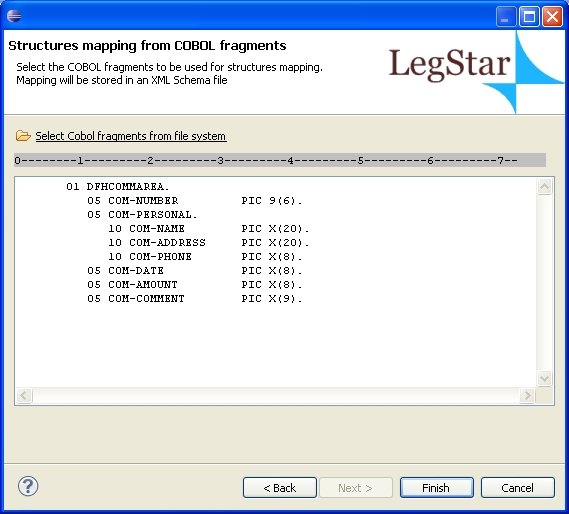 Structures mapping from COBOL fragments
Select the COBOL fragments to be used for structures mapping.
Mapping will be stored in an XML Schema file
LegStar
Select Cobol fragments from file system
0--------1---------2---------3---------4---------5---------6---------7--
01 DFHCOMMAREA.
05 COM-NUMBER PIC 9(6).
05 COM-PERSONAL.
10 COM-NAME PIC X(20).
10 COM-ADDRESS PIC X(20).
10 COM-PHONE PIC X(8).
05 COM-DATE PIC X(8).
05 COM-AMOUNT PIC X(8).
05 COM-COMMENT PIC X(9).
? < Back Next > Finish Cancel